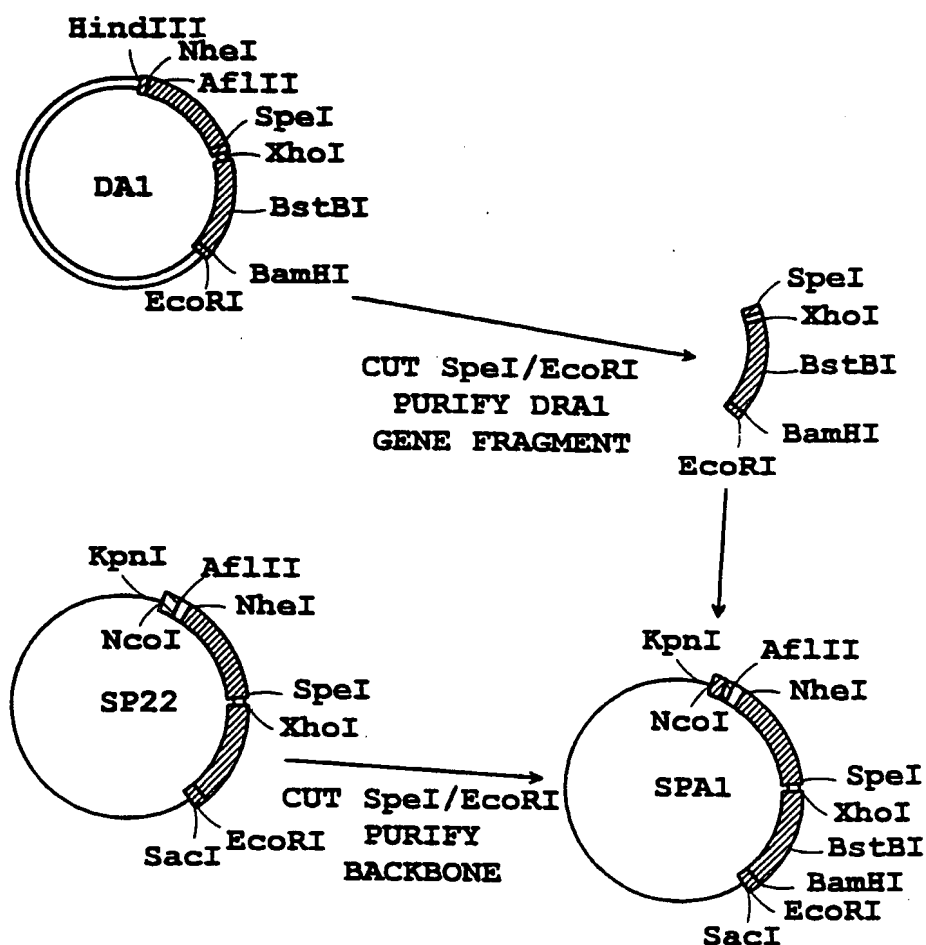 HindIII
NheI
AflII
SpeI
XhoI
DA1
BstBI
BamHI
EcoRI
CUT SpeI/EcoRI
PURIFY DRA1
GENE FRAGMENT
SpeI
XhoI
BstBI
BamHI
EcoRI
KpnI
AflII
NheI
NcoI
SP22
SpeI
XhoI
EcoRI
SacI
CUT SpeI/EcoRI
PURIFY
BACKBONE
KpnI
AflII
NheI
NcoI
SPA1
SpeI
XhoI
BstBI
BamHI
EcoRI
SacI